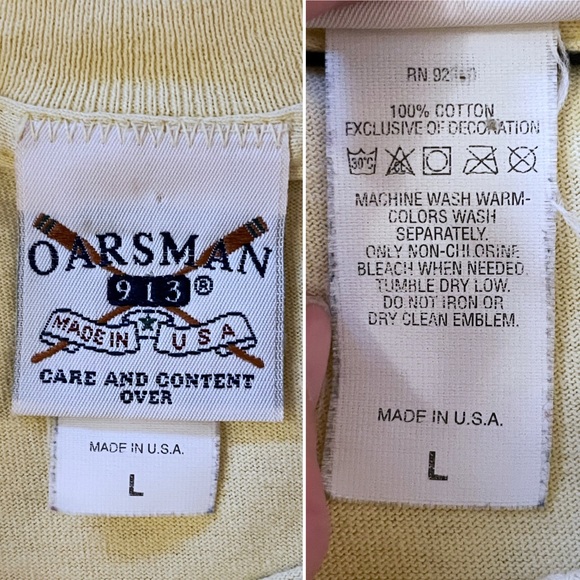 OARSMAN
913®
MADE IN U.S.A
CARE AND CONTENT
OVER
MADE IN U.S.A.
L
RN
100% COTTON
EXCLUSIVE OF DECORATION
30°C CL
MACHINE WASH WARM-
COLORS WASH
SEPARATELY.
ONLY NON-CHLORINE
BLEACH WHEN NEEDED.
TUMBLE DRY LOW.
DO NOT IRON OR
DRY CLEAN EMBLEM.
MADE IN U.S.A.
L